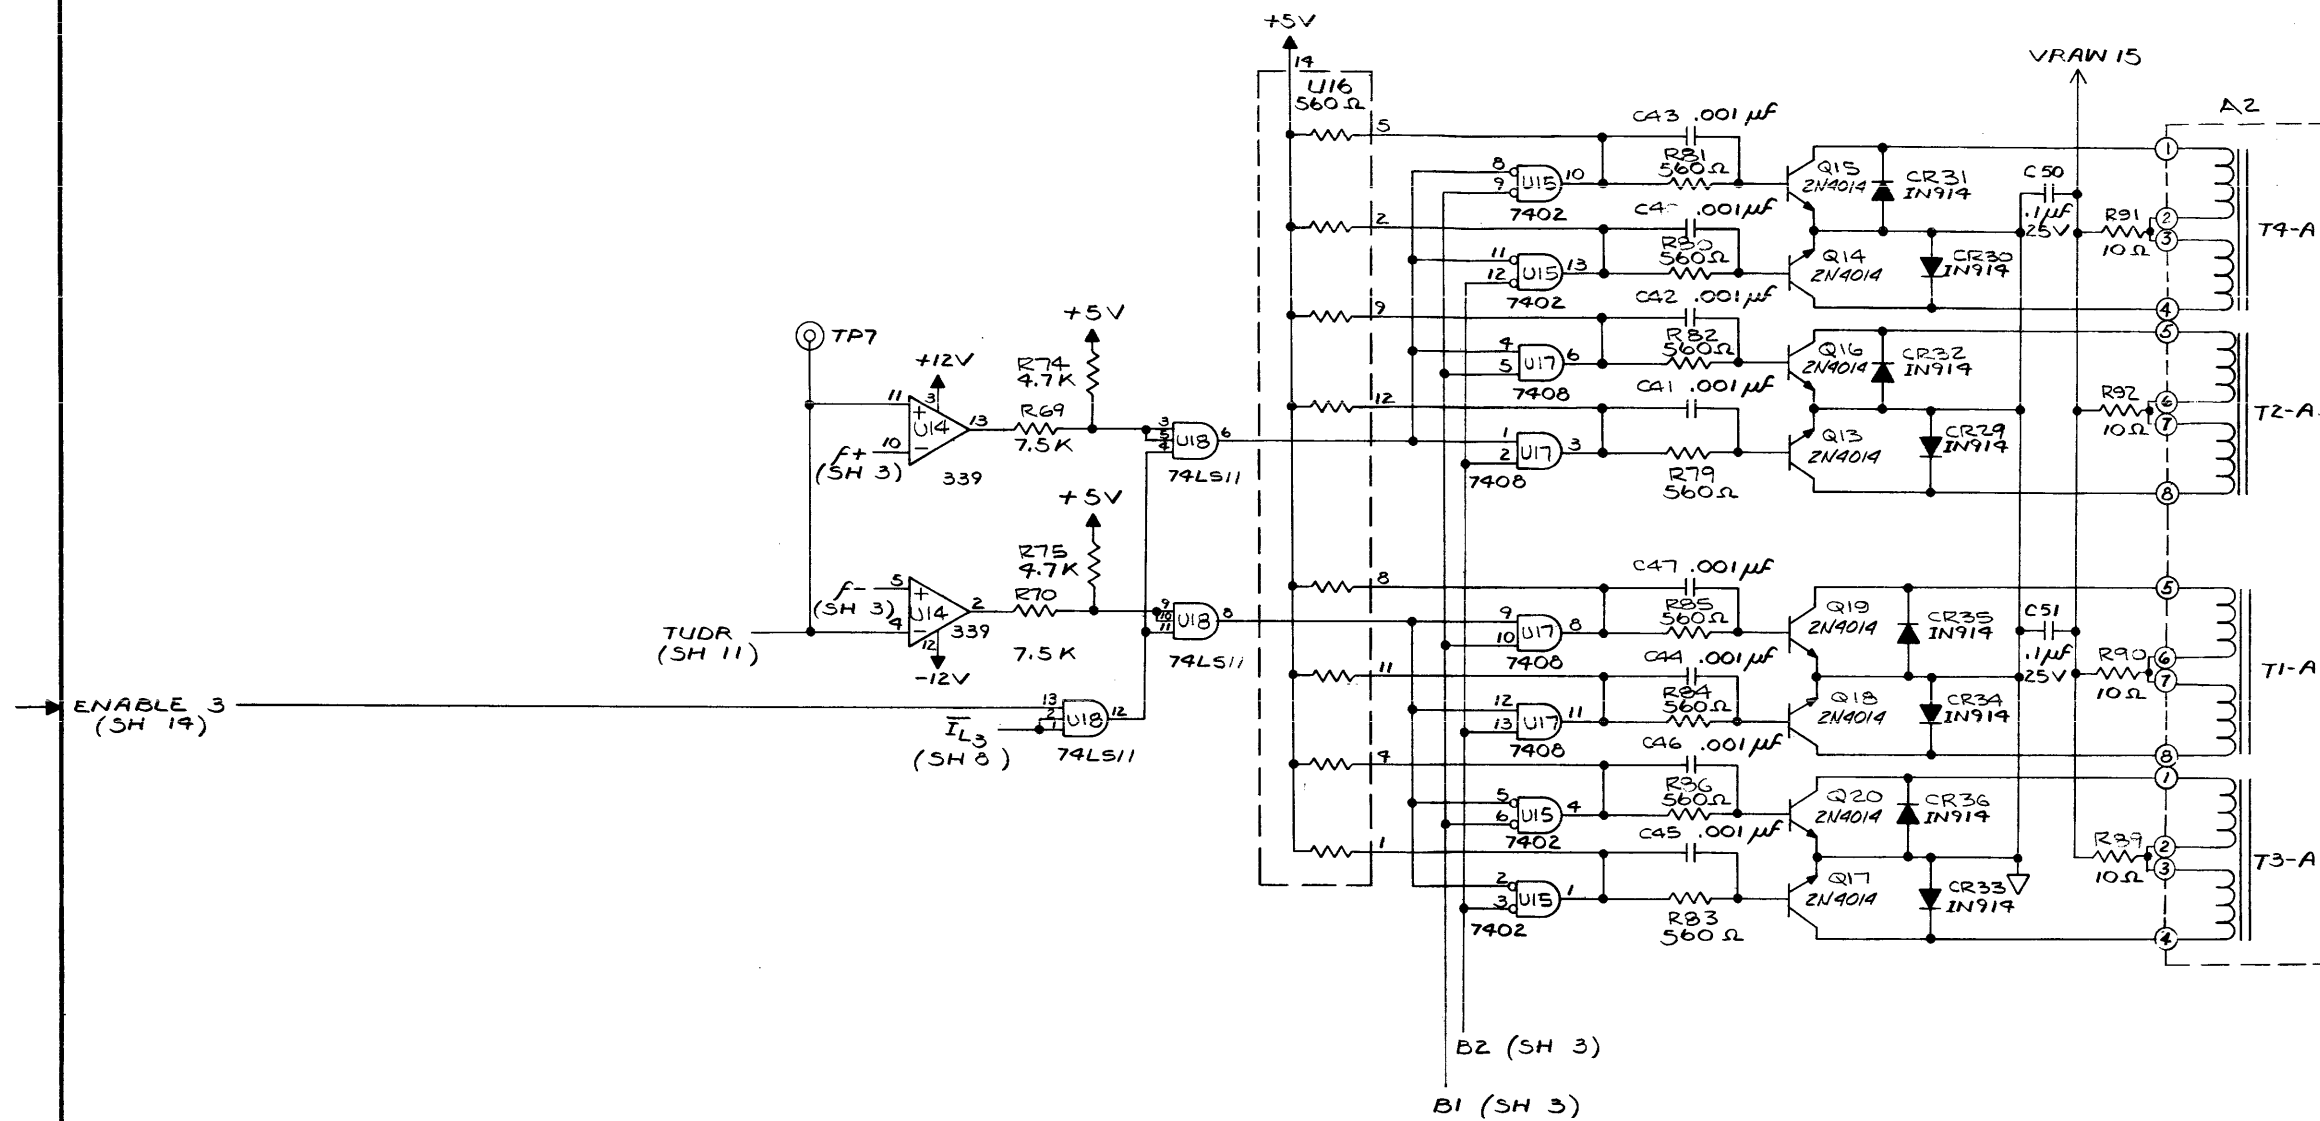 +5V
14
U16
560Ω
VRAW 15
A2
5
C43 .001 µF
R81
560Ω
8
9
U15
10
7402
Q15
2N4014
CR31
IN914
C50
.1µF
25V
R91
10Ω
1
2
3
4
T4-A
2
.001µF
560Ω
11
12
U15
13
7402
Q14
2N4014
CR30
IN914
9
C42 .001µF
R82
560Ω
4
5
U17
6
7408
Q16
2N4014
CR32
IN914
R92
10Ω
5
6
7
8
T2-A
12
C41 .001 µF
1
2
U17
3
7408
R79
560Ω
Q13
2N4014
CR29
IN914
TP7
+12V
3
11
+
10
-
U14
13
339
f+
(SH 3)
R74
4.7K
+5V
R69
7.5K
3
5
4
U18
6
74LS11
+5V
R75
4.7K
R70
7.5K
f-
(SH 3)
5
+
4
-
U14
2
339
12
-12V
TUDR
(SH 11)
9
10
11
U18
8
74LS11
ENABLE 3
(SH 14)
I̅L3
(SH 8)
13
2
1
U18
12
74LS11
8
C47 .001µF
R85
560Ω
9
10
U17
8
7408
Q19
2N4014
CR35
IN914
C51
.1µF
25V
R90
10Ω
5
6
7
8
T1-A
11
C44 .001µF
R84
560Ω
12
13
U17
11
7408
Q18
2N4014
CR34
IN914
4
C46 .001µF
560Ω
5
6
U15
4
7402
Q20
2N4014
CR36
IN914
R89
10Ω
1
2
3
4
T3-A
1
C45 .001µF
2
3
U15
1
7402
R83
560Ω
Q17
2N4014
CR33
IN914
B2 (SH 3)
B1 (SH 3)